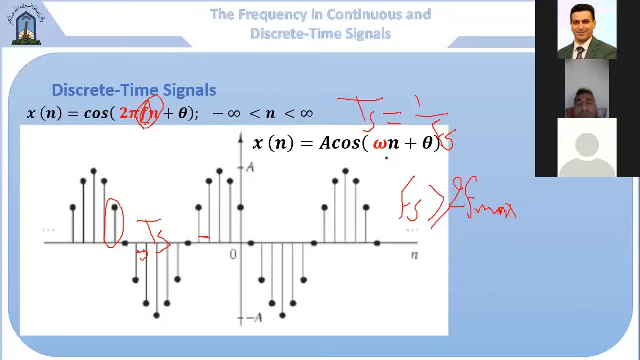 The Frequency in Continuous and
Discrete-Time Signals
Discrete-Time Signals
x (n) = cos( 2πfn + θ);  -∞ < n < ∞
Ts = 1/Fs
x (n) = Acos( ωn + θ)
Fs ≥ 2fmax
A
Ts
... 
...
0
n
-A